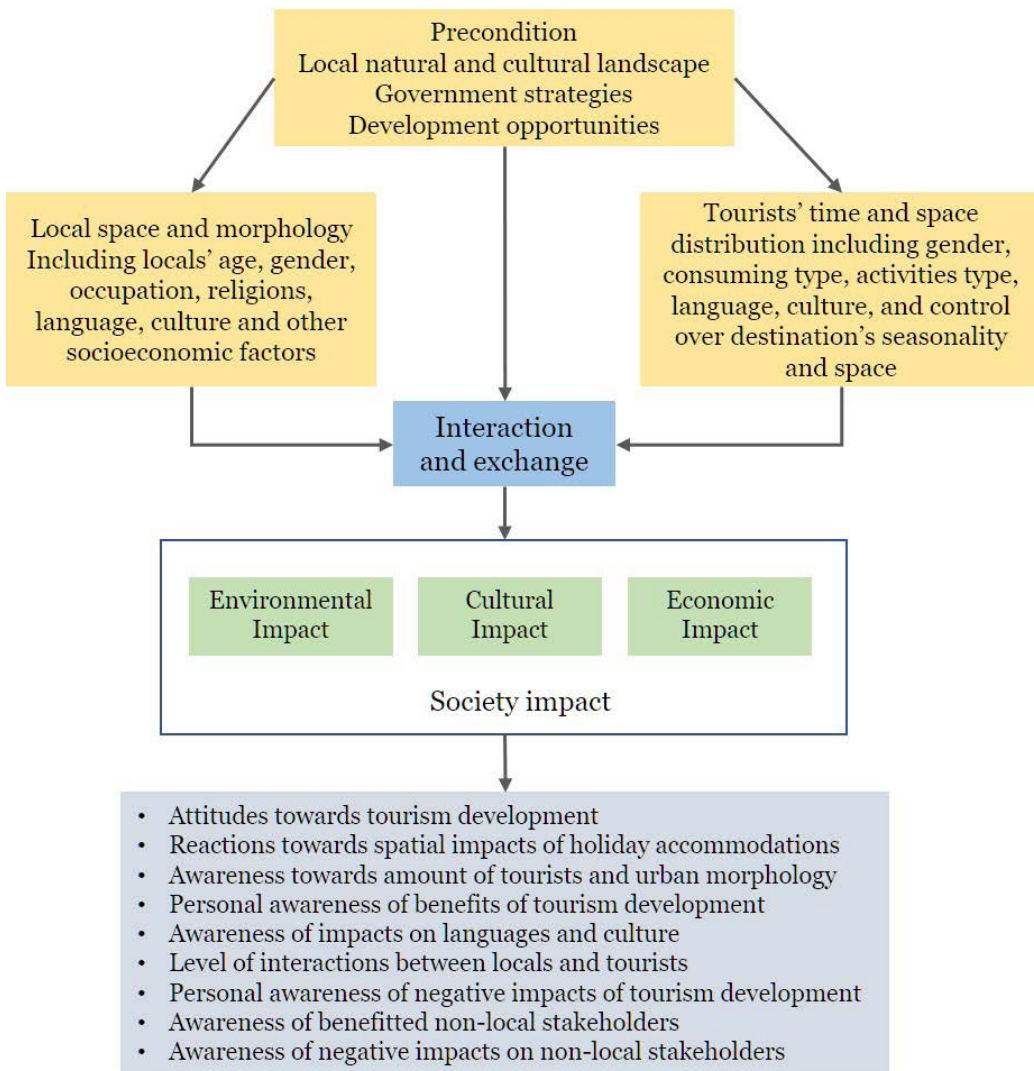 Precondition
Local natural and cultural landscape
Government strategies
Development opportunities
Local space and morphology
Including locals’ age, gender,
occupation, religions,
language, culture and other
socioeconomic factors
Tourists’ time and space
distribution including gender,
consuming type, activities type,
language, culture, and control
over destination’s seasonality
and space
Interaction
and exchange
Environmental
Impact
Cultural
Impact
Economic
Impact
Society impact
• Attitudes towards tourism development
• Reactions towards spatial impacts of holiday accommodations
• Awareness towards amount of tourists and urban morphology
• Personal awareness of benefits of tourism development
• Awareness of impacts on languages and culture
• Level of interactions between locals and tourists
• Personal awareness of negative impacts of tourism development
• Awareness of benefitted non-local stakeholders
• Awareness of negative impacts on non-local stakeholders